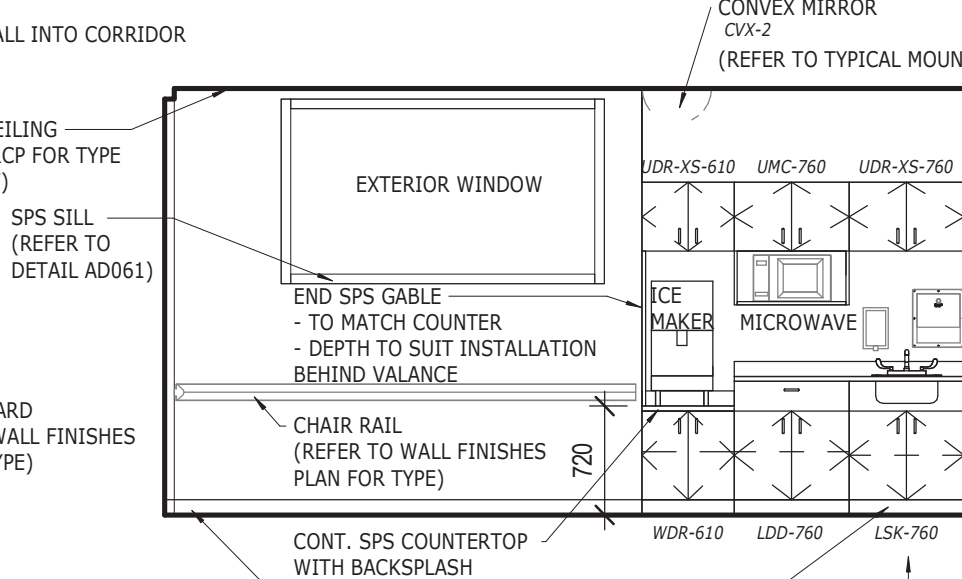 CONVEX MIRROR
CVX-2
(REFER TO TYPICAL MOUN
ALL INTO CORRIDOR
EILING
CP FOR TYPE
SPS SILL
(REFER TO
DETAIL AD061)
EXTERIOR WINDOW
UDR-XS-610 UMC-760 UDR-XS-760
END SPS GABLE
- TO MATCH COUNTER
- DEPTH TO SUIT INSTALLATION
BEHIND VALANCE
ICE
MAKER
MICROWAVE
ARD
WALL FINISHES
YPE)
CHAIR RAIL
(REFER TO WALL FINISHES
PLAN FOR TYPE)
720
CONT. SPS COUNTERTOP
WITH BACKSPLASH
WDR-610 LDD-760 LSK-760